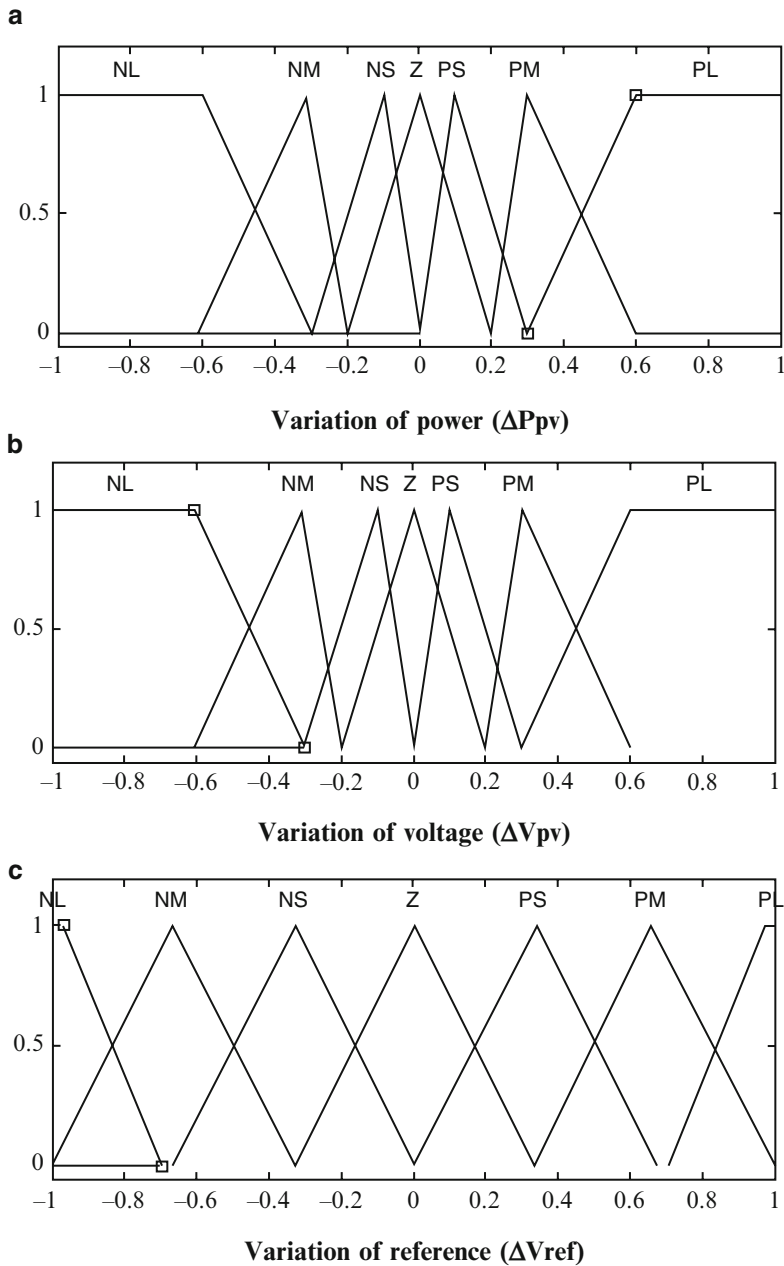 a
NL NM NS Z PS PM PL
1
0.5
0
–1 –0.8 –0.6 –0.4 –0.2 0 0.2 0.4 0.6 0.8 1
Variation of power (ΔPpv)
b
NL NM NS Z PS PM PL
1
0.5
0
–1 –0.8 –0.6 –0.4 –0.2 0 0.2 0.4 0.6 0.8 1
Variation of voltage (ΔVpv)
c
NL NM NS Z PS PM PL
1
0.5
0
–1 –0.8 –0.6 –0.4 –0.2 0 0.2 0.4 0.6 0.8 1
Variation of reference (ΔVref)